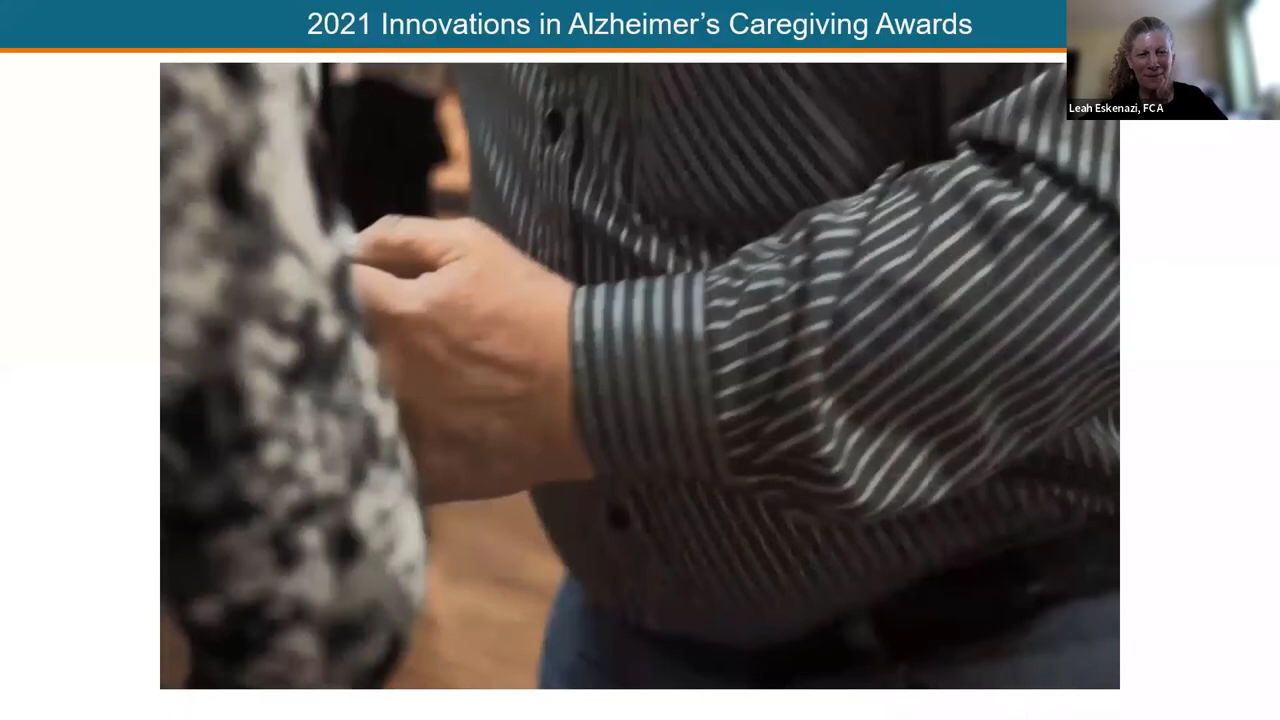 2021 Innovations in Alzheimer's Caregiving Awards
Leah Eskenazi, FCA